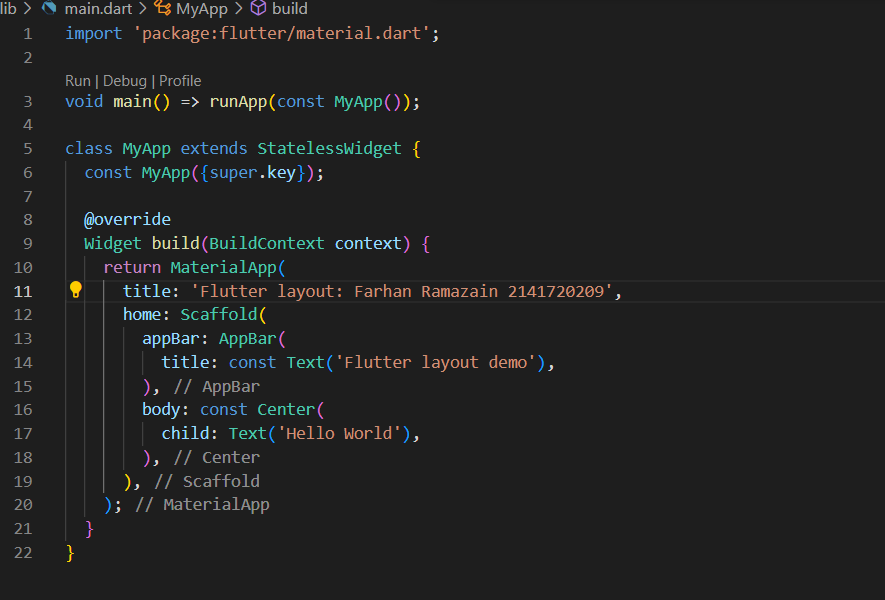 lib > main.dart > MyApp > build
1 import 'package:flutter/material.dart';
2
Run | Debug | Profile
3 void main() => runApp(const MyApp());
4
5 class MyApp extends StatelessWidget {
6 const MyApp({super.key});
7
8 @override
9 Widget build(BuildContext context) {
10 return MaterialApp(
11 title: 'Flutter layout: Farhan Ramazain 2141720209',
12 home: Scaffold(
13 appBar: AppBar(
14 title: const Text('Flutter layout demo'),
15 ), // AppBar
16 body: const Center(
17 child: Text('Hello World'),
18 ), // Center
19 ), // Scaffold
20 ); // MaterialApp
21 }
22 }